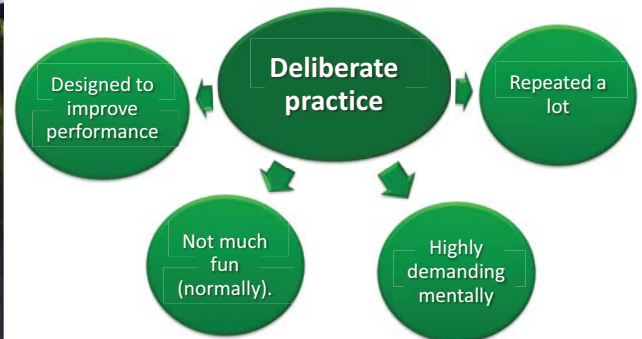 Deliberate
practice
Designed to
improve
performance
Repeated a
lot
Not much
fun
(normally).
Highly
demanding
mentally